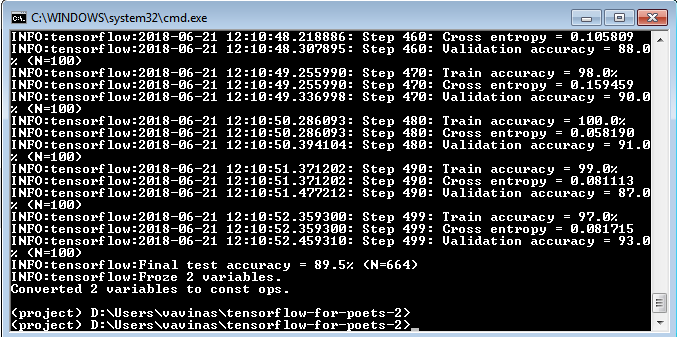 C:\WINDOWS\system32\cmd.exe
INFO:tensorflow:2018-06-21 12:10:48.218886: Step 460: Cross entropy = 0.105809
INFO:tensorflow:2018-06-21 12:10:48.307895: Step 460: Validation accuracy = 88.0
% (N=100)
INFO:tensorflow:2018-06-21 12:10:49.255990: Step 470: Train accuracy = 98.0%
INFO:tensorflow:2018-06-21 12:10:49.255990: Step 470: Cross entropy = 0.159459
INFO:tensorflow:2018-06-21 12:10:49.336998: Step 470: Validation accuracy = 90.0
% (N=100)
INFO:tensorflow:2018-06-21 12:10:50.286093: Step 480: Train accuracy = 100.0%
INFO:tensorflow:2018-06-21 12:10:50.286093: Step 480: Cross entropy = 0.058190
INFO:tensorflow:2018-06-21 12:10:50.394104: Step 480: Validation accuracy = 91.0
% (N=100)
INFO:tensorflow:2018-06-21 12:10:51.371202: Step 490: Train accuracy = 99.0%
INFO:tensorflow:2018-06-21 12:10:51.371202: Step 490: Cross entropy = 0.081113
INFO:tensorflow:2018-06-21 12:10:51.477212: Step 490: Validation accuracy = 87.0
% (N=100)
INFO:tensorflow:2018-06-21 12:10:52.359300: Step 499: Train accuracy = 97.0%
INFO:tensorflow:2018-06-21 12:10:52.359300: Step 499: Cross entropy = 0.081715
INFO:tensorflow:2018-06-21 12:10:52.459310: Step 499: Validation accuracy = 93.0
% (N=100)
INFO:tensorflow:Final test accuracy = 89.5% (N=664)
INFO:tensorflow:Froze 2 variables.
Converted 2 variables to const ops.
(project) D:\Users\vavinas\tensorflow-for-poets-2>
(project) D:\Users\vavinas\tensorflow-for-poets-2>